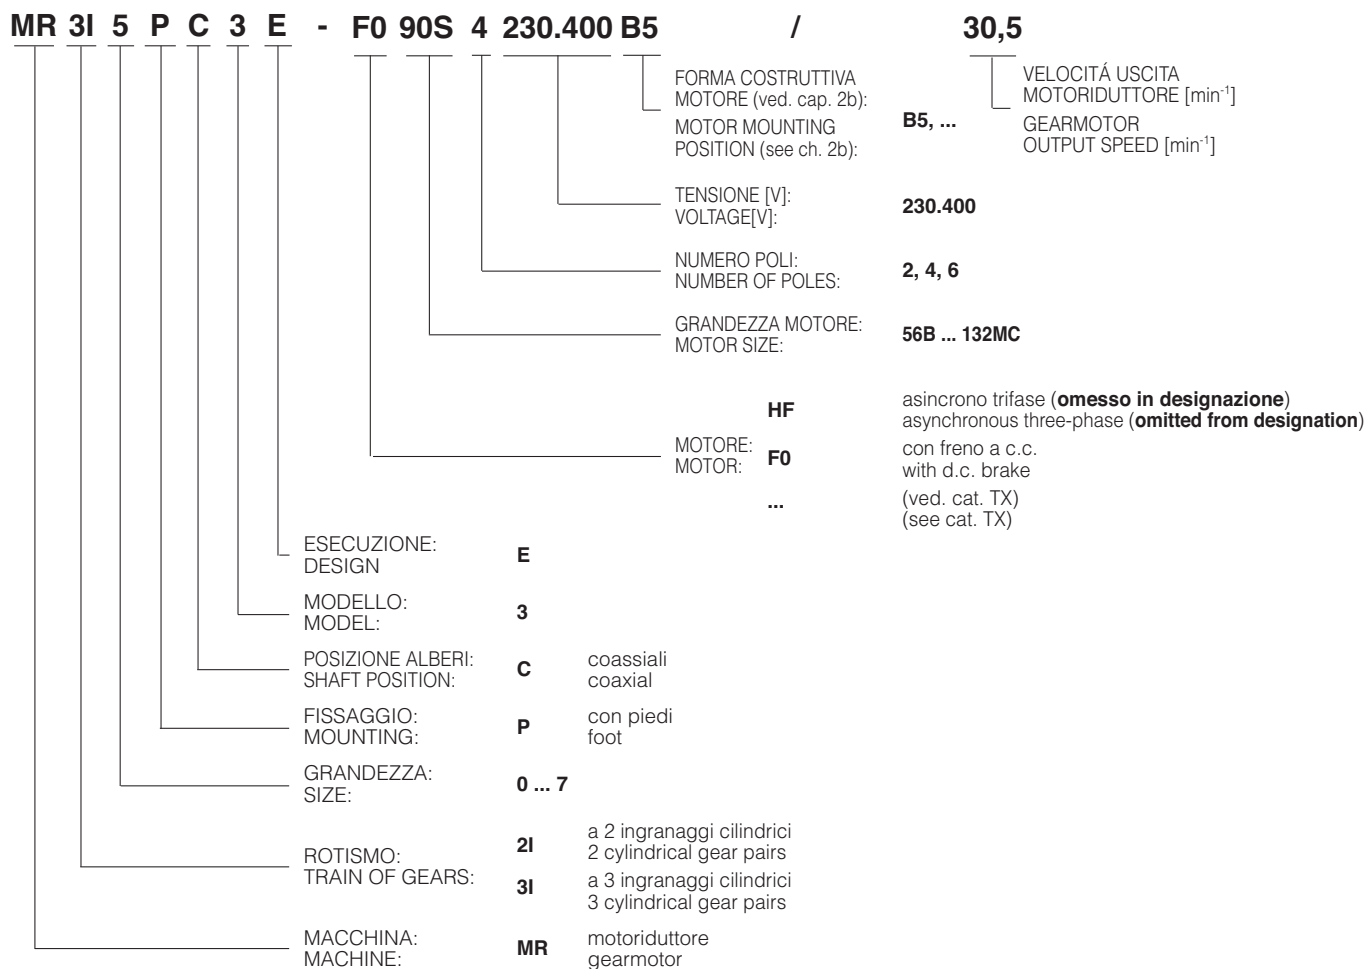 MR 3I 5 P C 3 E - F0 90S 4 230.400 B5 / 30,5
FORMA COSTRUTTIVA
MOTORE (ved. cap. 2b):
MOTOR MOUNTING
POSITION (see ch. 2b):
B5, ...
VELOCITÁ USCITA
MOTORIDUTTORE [min⁻¹]
GEARMOTOR
OUTPUT SPEED [min⁻¹]
TENSIONE [V]:
VOLTAGE[V]:
230.400
NUMERO POLI:
NUMBER OF POLES:
2, 4, 6
GRANDEZZA MOTORE:
MOTOR SIZE:
56B ... 132MC
MOTORE:
MOTOR:
HF
asincrono trifase (omesso in designazione)
asynchronous three-phase (omitted from designation)
F0
con freno a c.c.
with d.c. brake
...
(ved. cat. TX)
(see cat. TX)
ESECUZIONE:
DESIGN
E
MODELLO:
MODEL:
3
POSIZIONE ALBERI:
SHAFT POSITION:
C
coassiali
coaxial
FISSAGGIO:
MOUNTING:
P
con piedi
foot
GRANDEZZA:
SIZE:
0 ... 7
ROTISMO:
TRAIN OF GEARS:
2I
a 2 ingranaggi cilindrici
2 cylindrical gear pairs
3I
a 3 ingranaggi cilindrici
3 cylindrical gear pairs
MACCHINA:
MACHINE:
MR
motoriduttore
gearmotor